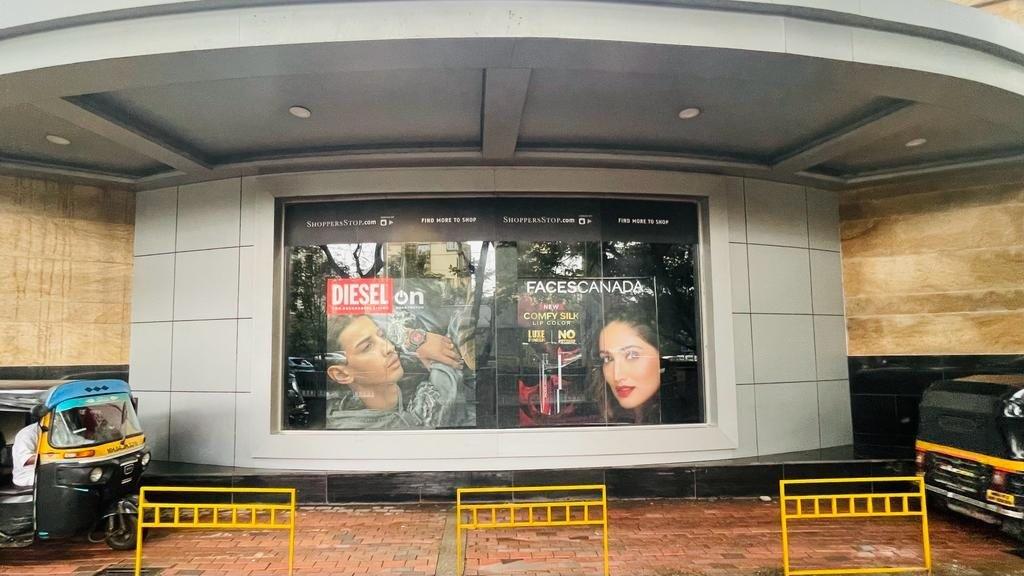 SHOPPERSSTOP.com
FIND MORE TO SHOP
SHOPPERSSTOP.com
FIND MORE TO SHOP
DIESEL on
FACESCANADA
NEW
COMFY SILK
LIP COLOR
LUXE
NO